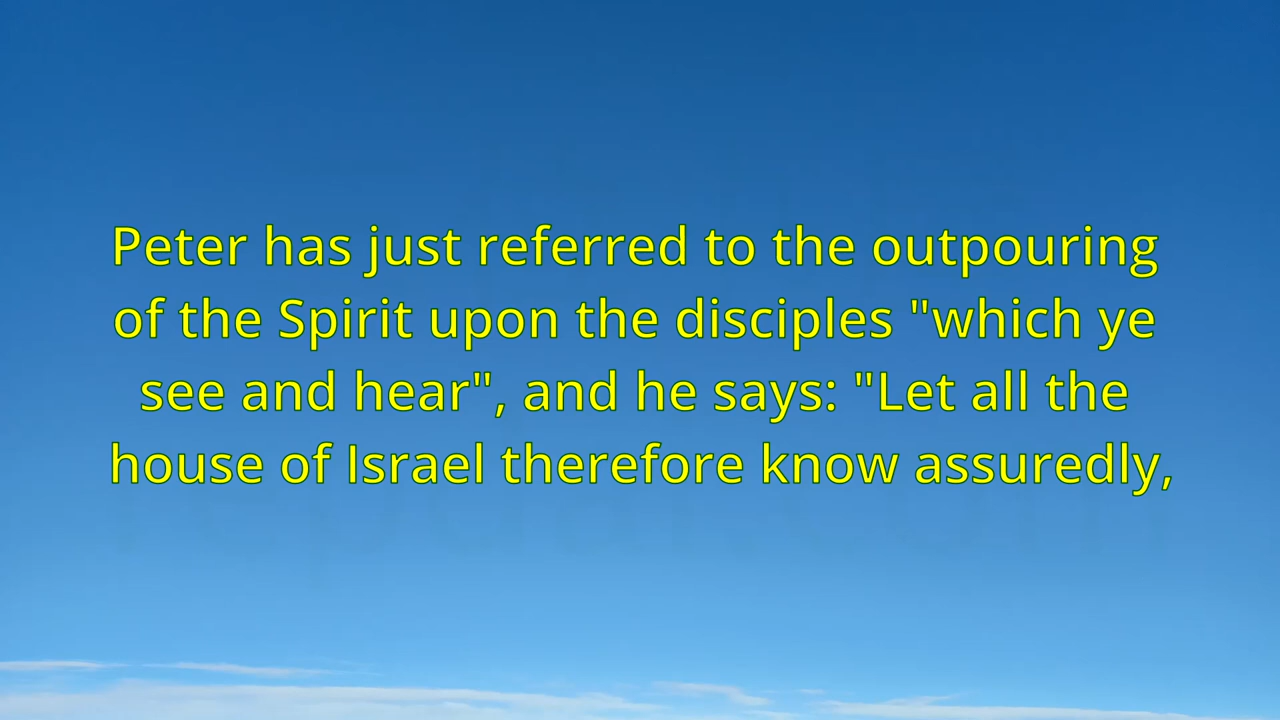 Peter has just referred to the outpouring
of the Spirit upon the disciples "which ye
see and hear", and he says: "Let all the
house of Israel therefore know assuredly,